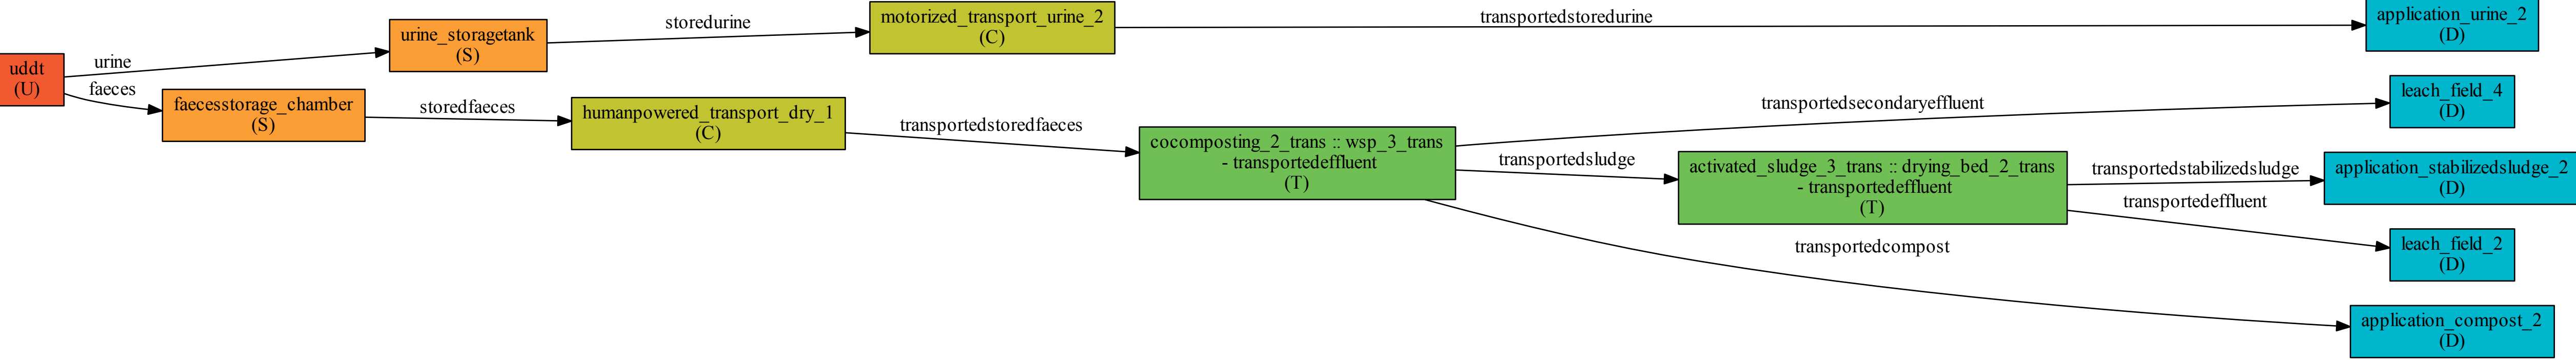 uddt
(U)
urine
faeces
urine_storagetank
(S)
faecesstorage_chamber
(S)
storedurine
storedfaeces
motorized_transport_urine_2
(C)
humanpowered_transport_dry_1
(C)
transportedstoredurine
transportedstoredfaeces
cocomposting_2_trans :: wsp_3_trans
- transportedeffluent
(T)
transportedsecondaryeffluent
transportedsludge
transportedcompost
activated_sludge_3_trans :: drying_bed_2_trans
- transportedeffluent
(T)
transportedstabilizedsludge
transportedeffluent
application_urine_2
(D)
leach_field_4
(D)
application_stabilizedsludge_2
(D)
leach_field_2
(D)
application_compost_2
(D)